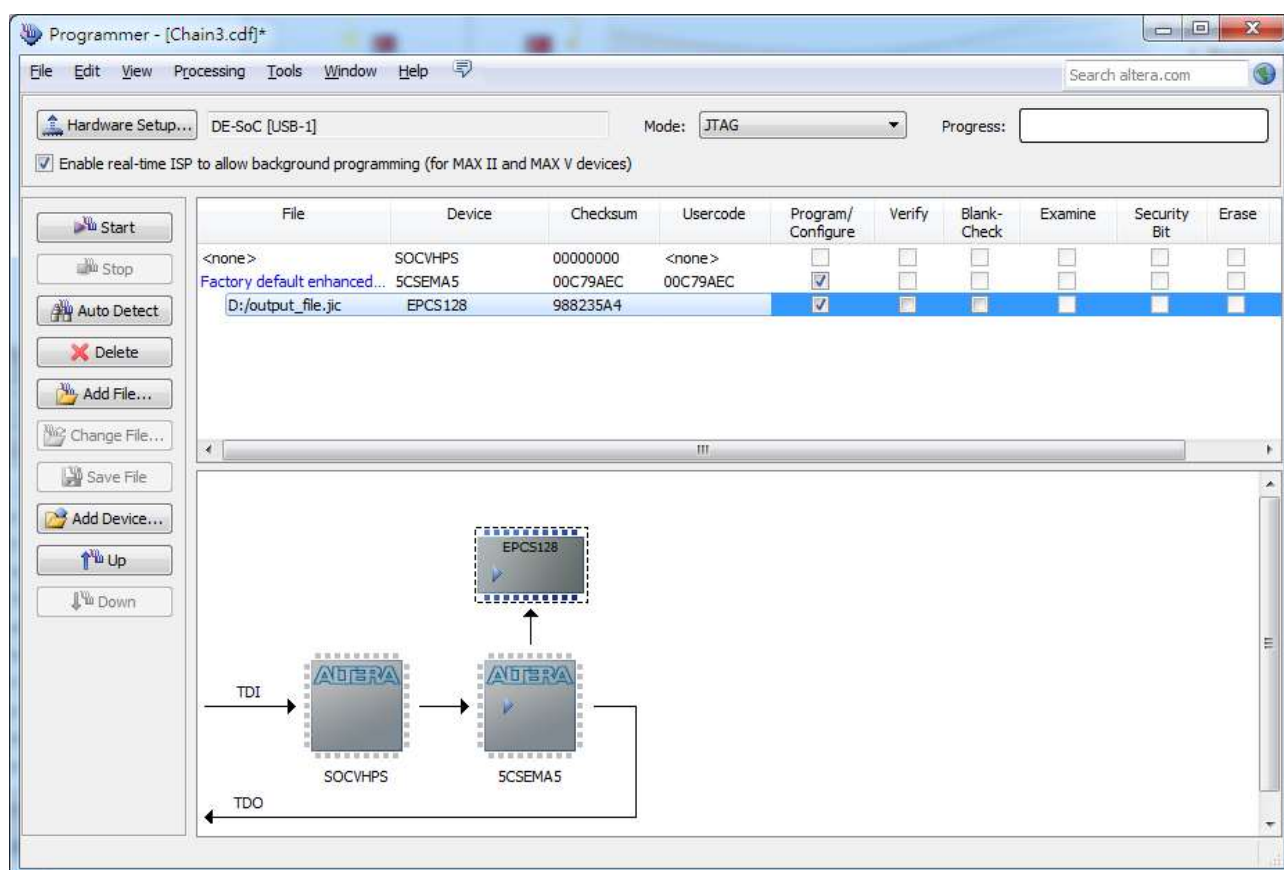 Programmer - [Chain3.cdf]*
File Edit View Processing Tools Window Help
Search altera.com
Hardware Setup... DE-SoC [USB-1] Mode: JTAG Progress:
Enable real-time ISP to allow background programming (for MAX II and MAX V devices)
Start
Stop
Auto Detect
Delete
Add File...
Change File...
Save File
Add Device...
Up
Down
File Device Checksum Usercode Program/ Verify Blank- Examine Security Erase
Configure Check Bit
<none> SOCVHPS 00000000 <none>
Factory default enhanced... 5CSEMA5 00C79AEC 00C79AEC
D:/output_file.jic EPCS128 988235A4
EPCS128
ALTERA ALTERA
TDI
SOCVHPS 5CSEMA5
TDO